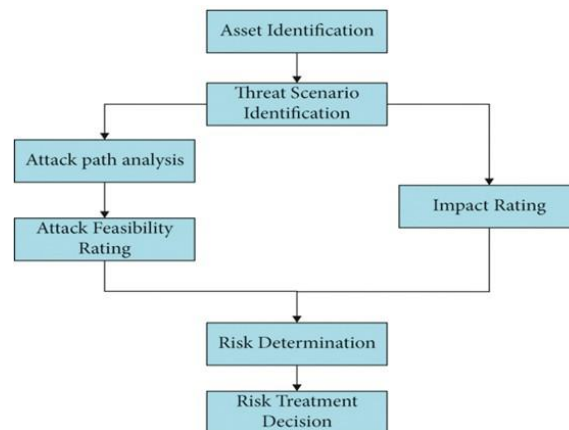 Asset Identification
Threat Scenario
Identification
Attack path analysis
Attack Feasibility
Rating
Impact Rating
Risk Determination
Risk Treatment
Decision